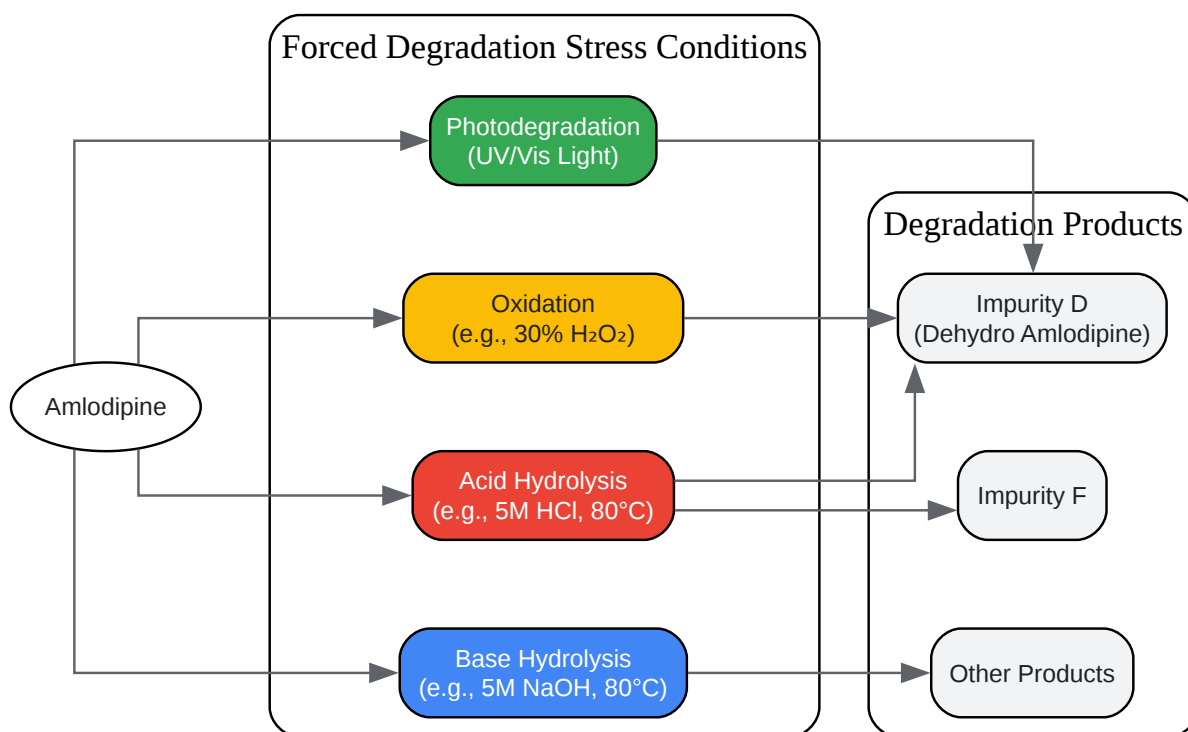 Forced Degradation Stress Conditions
Photodegradation
(UV/Vis Light)
Degradation Products
Oxidation
(e.g., 30% H₂O₂)
Impurity D
(Dehydro Amlodipine)
Amlodipine
Acid Hydrolysis
(e.g., 5M HCl, 80°C)
Impurity F
Base Hydrolysis
(e.g., 5M NaOH, 80°C)
Other Products